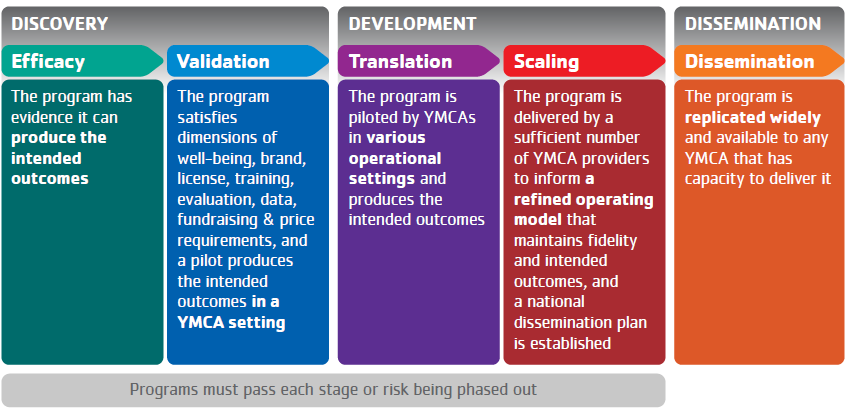 DISCOVERY
Efficacy
The program has
evidence it can
produce the
intended
outcomes
Validation
The program
satisfies
dimensions of
well-being, brand,
license, training,
evaluation, data,
fundraising & price
requirements, and
a pilot produces
the intended
outcomes in a
YMCA setting
DEVELOPMENT
Translation
The program is
piloted by YMCAs
in various
operational
settings and
produces the
intended outcomes
Scaling
The program is
delivered by a
sufficient number
of YMCA providers
to inform a
refined operating
model that
maintains fidelity
and intended
outcomes, and
a national
dissemination plan
is established
DISSEMINATION
Dissemination
The program is
replicated widely
and available to any
YMCA that has
capacity to deliver it
Programs must pass each stage or risk being phased out